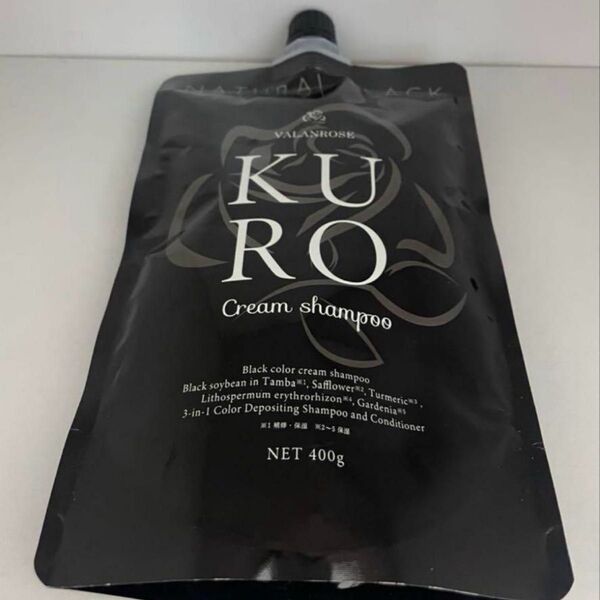 NATURAL BLACK
VALANROSE
KU
RO
Cream shampoo
Black color cream shampoo
Black soybean in Tamba※1, Safflower※2, Turmeric※3,
Lithospermum erythrorhizon※4, Gardenia※5
3-in-1 Color Depositing Shampoo and Conditioner
※1 補修・保湿 ※2~5 保湿
NET 400g